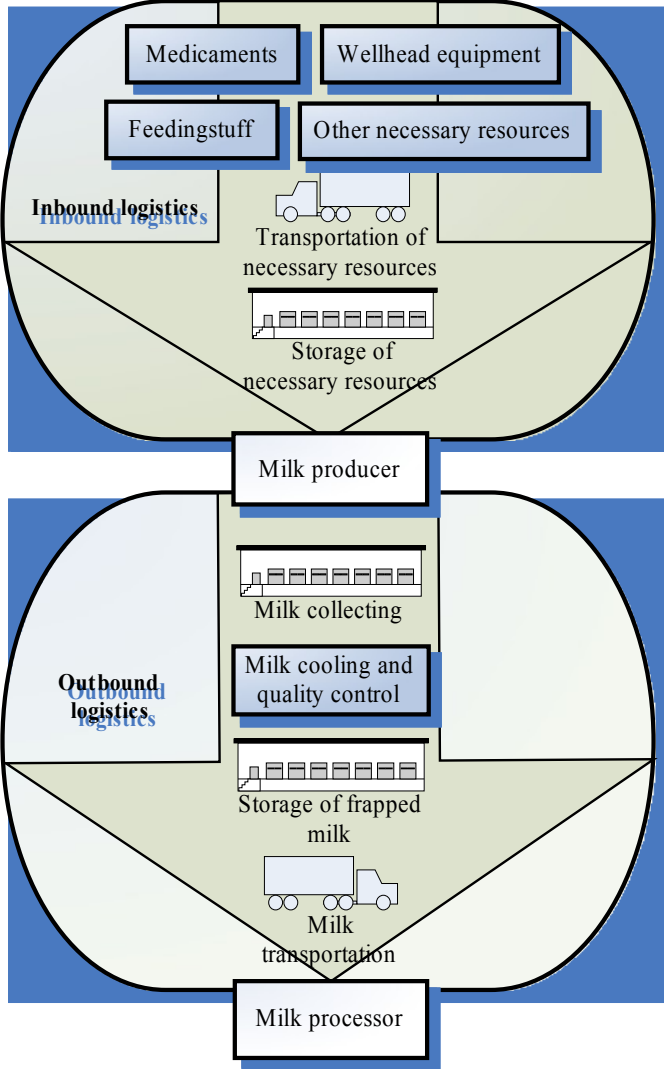 Medicaments
Wellhead equipment
Feedingstuff
Other necessary resources
Inbound logistics
Transportation of
necessary resources
Storage of
necessary resources
Milk producer
Milk collecting
Milk cooling and
quality control
Outbound
logistics
Storage of frapped
milk
Milk
transportation
Milk processor